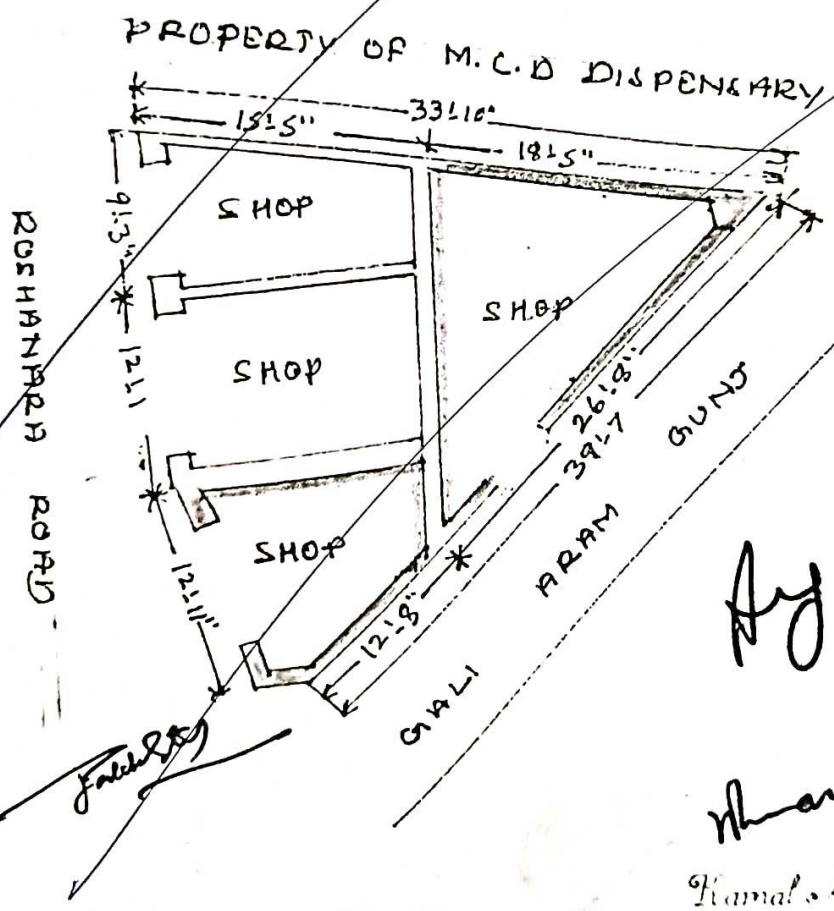 PROPERTY OF M.C.D DISPENSARY
33'-10"
15'-5"
18'-5"
9'-3"
SHOP
SHOP
ROSHANARA ROAD
12'-1
SHOP
26'-8"
39'-7
SHOP
12'-11"
12'-8"
GALI ARAM GUNJ
Kamal